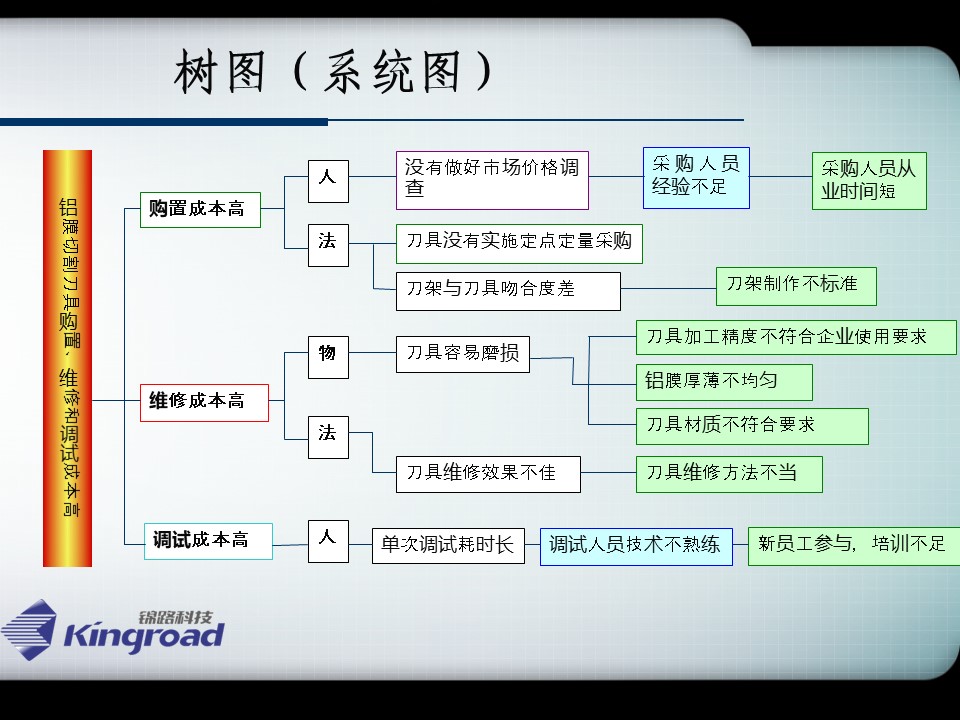 树图（系统图）
铝膜切割刀具购置、维修和调试成本高
购置成本高
人
没有做好市场价格调
查
采购人员
经验不足
采购人员从
业时间短
法
刀具没有实施定点定量采购
刀架与刀具吻合度差
刀架制作不标准
维修成本高
物
刀具容易磨损
刀具加工精度不符合企业使用要求
铝膜厚薄不均匀
刀具材质不符合要求
法
刀具维修效果不佳
刀具维修方法不当
调试成本高
人
单次调试耗时长
调试人员技术不熟练
新员工参与，培训不足
锦路科技
Kingroad